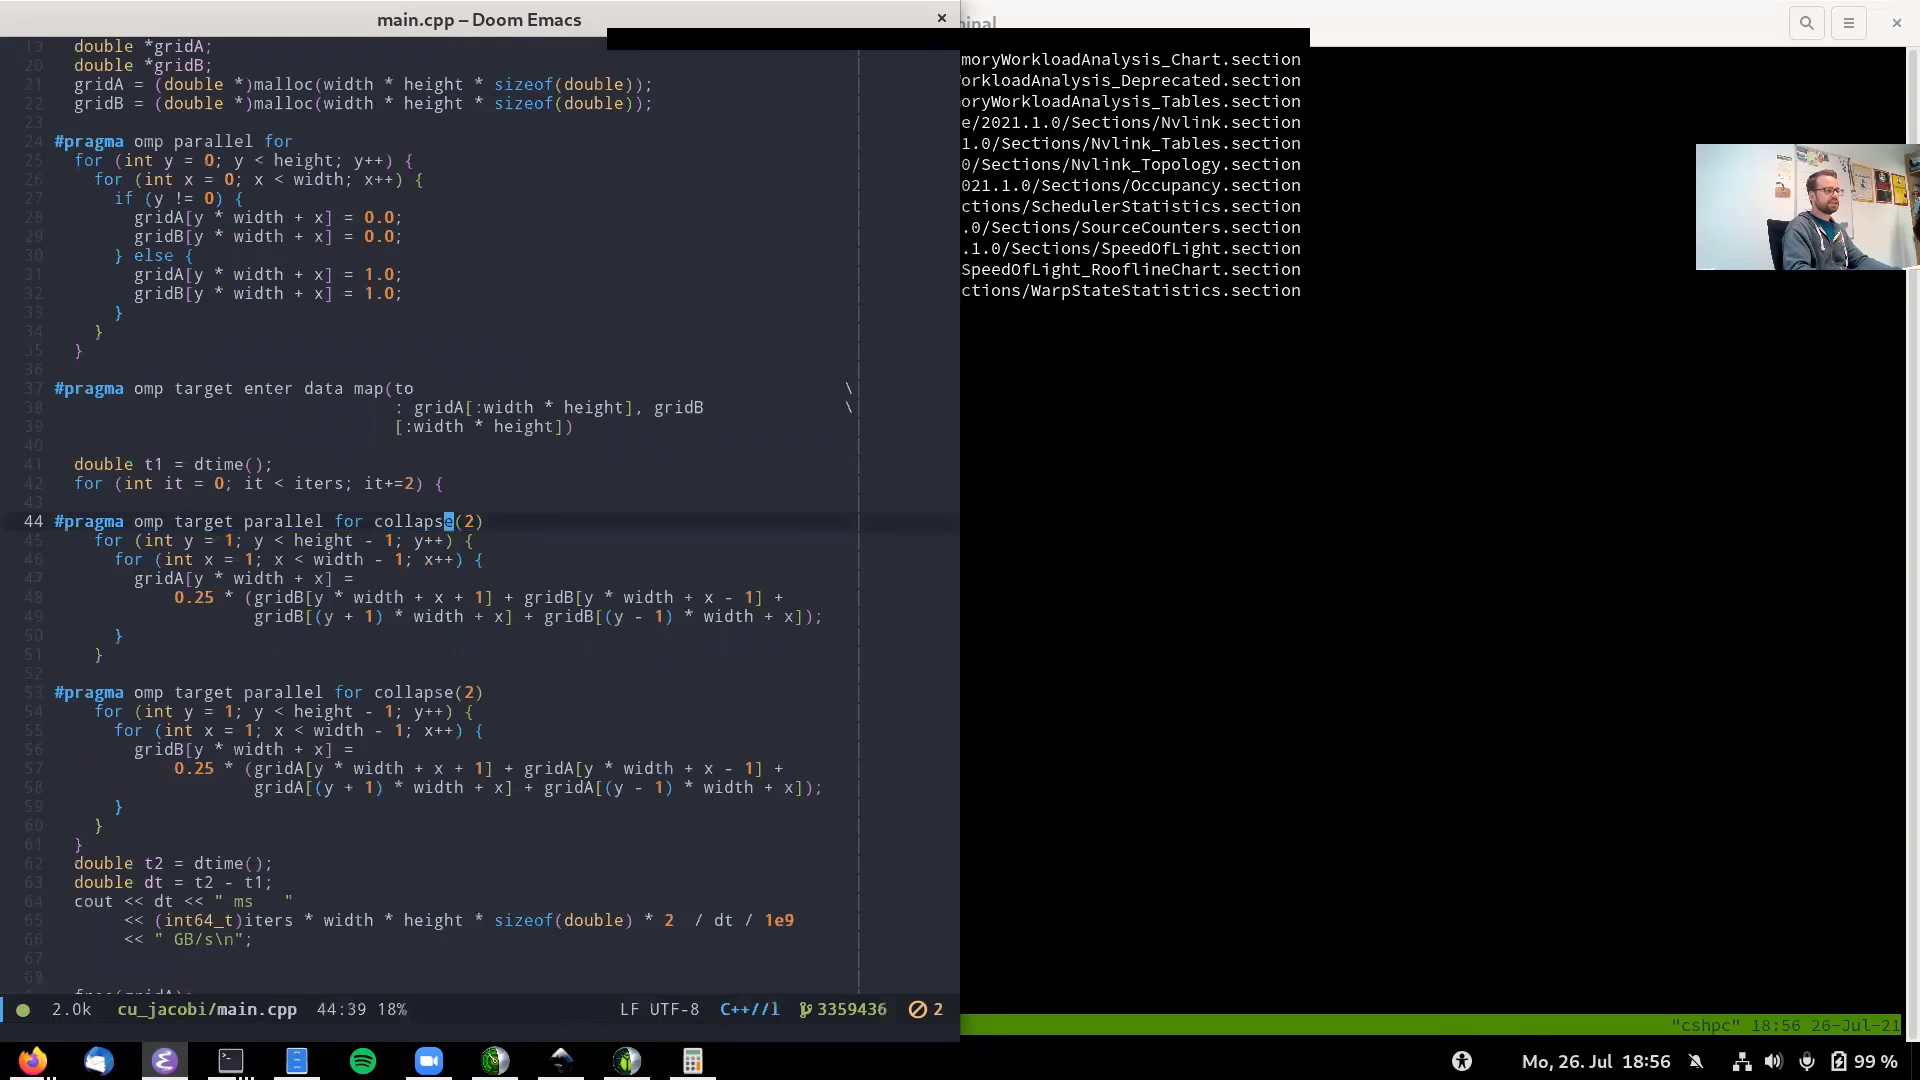 main.cpp – Doom Emacs
×
inal
×
19 double *gridA;
20 double *gridB;
21 gridA = (double *)malloc(width * height * sizeof(double));
22 gridB = (double *)malloc(width * height * sizeof(double));
23
24 #pragma omp parallel for
25 for (int y = 0; y < height; y++) {
26 for (int x = 0; x < width; x++) {
27 if (y != 0) {
28 gridA[y * width + x] = 0.0;
29 gridB[y * width + x] = 0.0;
30 } else {
31 gridA[y * width + x] = 1.0;
32 gridB[y * width + x] = 1.0;
33 }
34 }
35 }
36
37 #pragma omp target enter data map(to \
38 : gridA[:width * height], gridB \
39 [:width * height])
40
41 double t1 = dtime();
42 for (int it = 0; it < iters; it+=2) {
43
44 #pragma omp target parallel for collapse(2)
45 for (int y = 1; y < height - 1; y++) {
46 for (int x = 1; x < width - 1; x++) {
47 gridA[y * width + x] =
48 0.25 * (gridB[y * width + x + 1] + gridB[y * width + x - 1] +
49 gridB[(y + 1) * width + x] + gridB[(y - 1) * width + x]);
50 }
51 }
52
53 #pragma omp target parallel for collapse(2)
54 for (int y = 1; y < height - 1; y++) {
55 for (int x = 1; x < width - 1; x++) {
56 gridB[y * width + x] =
57 0.25 * (gridA[y * width + x + 1] + gridA[y * width + x - 1] +
58 gridA[(y + 1) * width + x] + gridA[(y - 1) * width + x]);
59 }
60 }
61 }
62 double t2 = dtime();
63 double dt = t2 - t1;
64 cout << dt << " ms   "
65 << (int64_t)iters * width * height * sizeof(double) * 2  / dt / 1e9
66 << " GB/s\n";
67
68
2.0k cu_jacobi/main.cpp 44:39 18% LF UTF-8 C++//l 3359436 2
moryWorkloadAnalysis_Chart.section
orkloadAnalysis_Deprecated.section
oryWorkloadAnalysis_Tables.section
e/2021.1.0/Sections/Nvlink.section
1.0/Sections/Nvlink_Tables.section
0/Sections/Nvlink_Topology.section
021.1.0/Sections/Occupancy.section
ctions/SchedulerStatistics.section
.0/Sections/SourceCounters.section
.1.0/Sections/SpeedOfLight.section
SpeedOfLight_RooflineChart.section
ctions/WarpStateStatistics.section
"cshpc" 18:56 26-Jul-21
Mo, 26. Jul 18:56
99 %